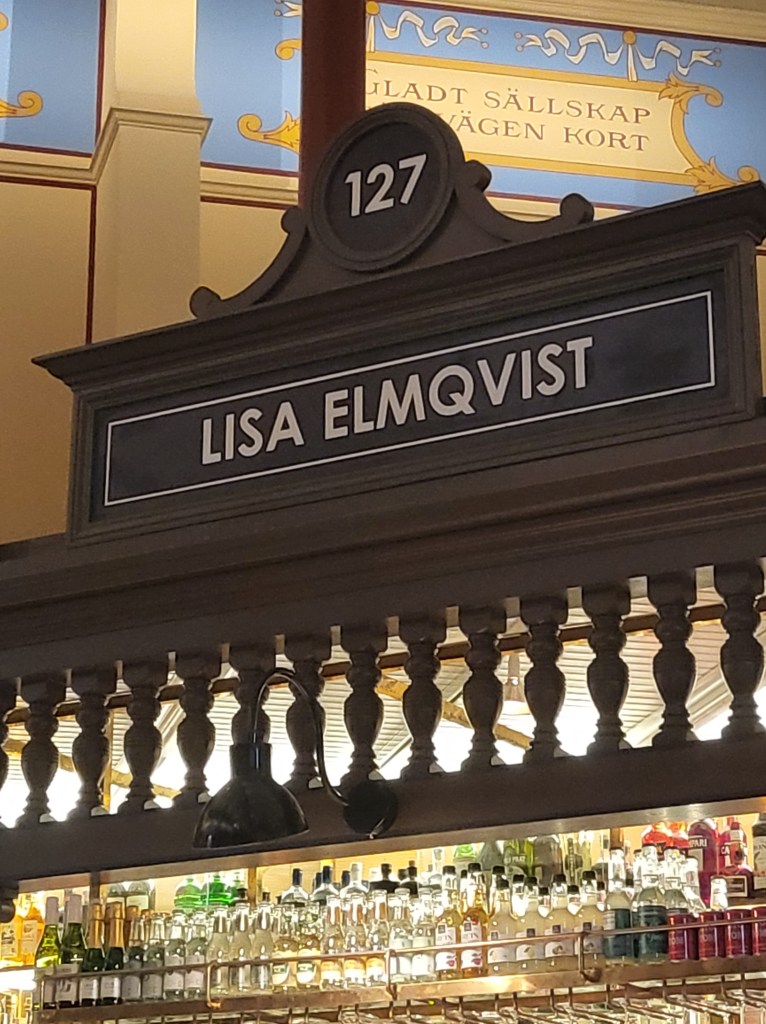 GLADT SÄLLSKAP
VÄGEN KORT
127
LISA ELMQVIST